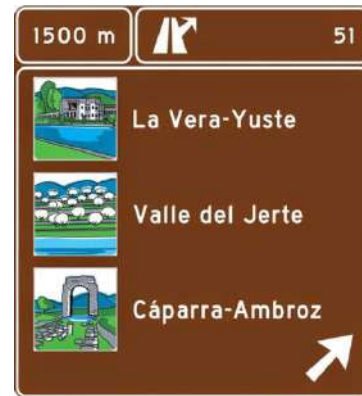 1500 m 51
La Vera-Yuste
Valle del Jerte
Cáparra-Ambroz